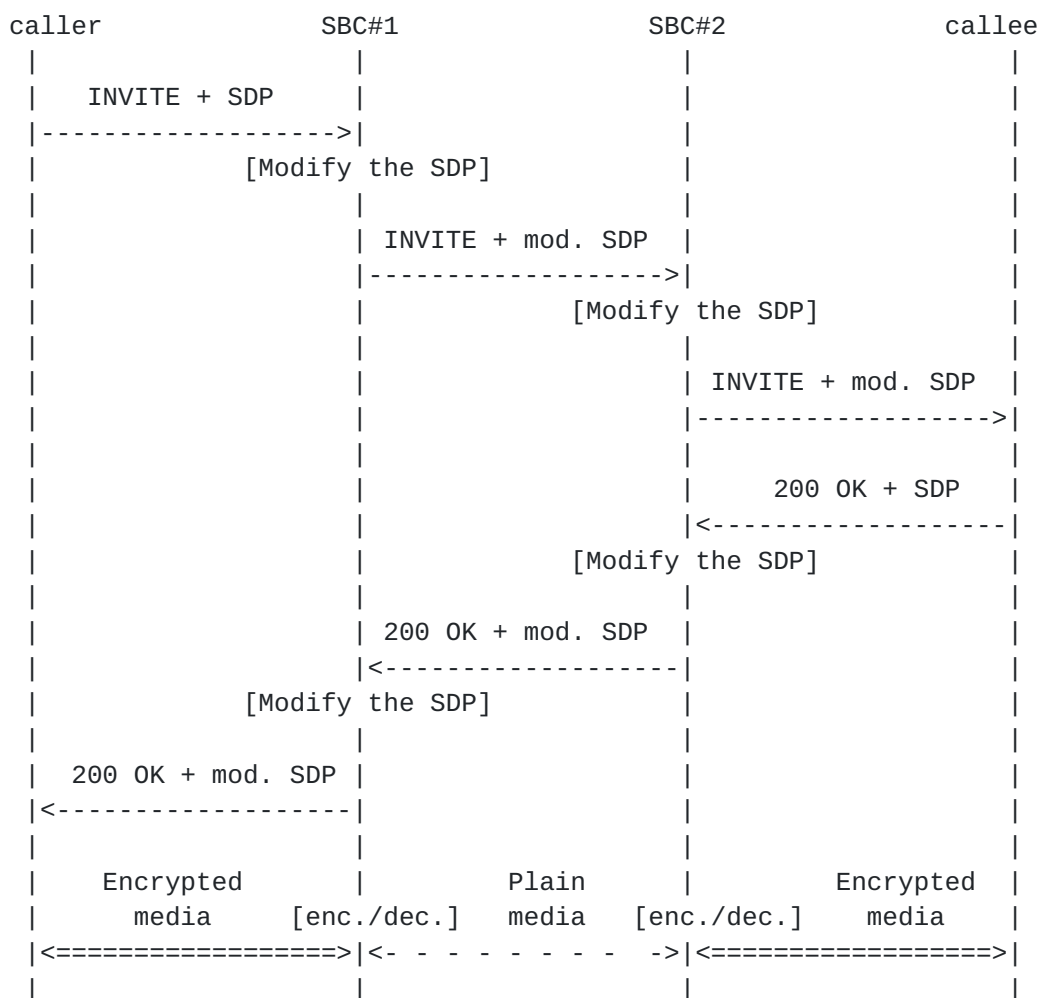 caller SBC#1 SBC#2 callee
INVITE + SDP
[Modify the SDP]
INVITE + mod. SDP
[Modify the SDP]
INVITE + mod. SDP
200 OK + SDP
[Modify the SDP]
200 OK + mod. SDP
[Modify the SDP]
200 OK + mod. SDP
Encrypted Plain Encrypted
media [enc./dec.] media [enc./dec.] media